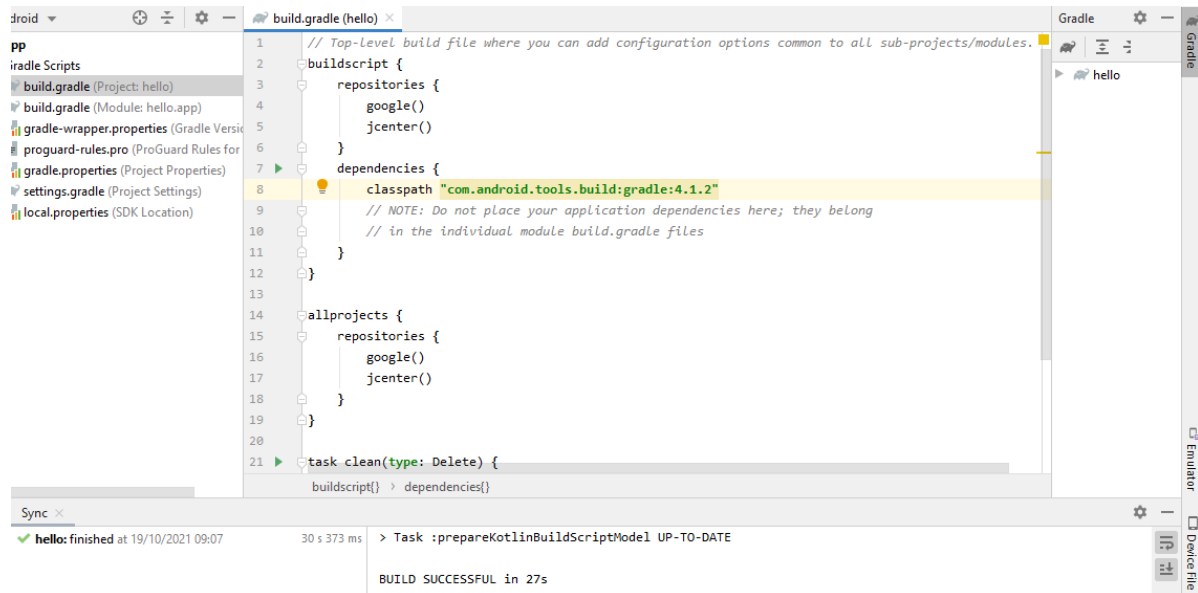 droid
build.gradle (hello)
Gradle
pp
Gradle Scripts
build.gradle (Project: hello)
build.gradle (Module: hello.app)
gradle-wrapper.properties (Gradle Versio
proguard-rules.pro (ProGuard Rules for
gradle.properties (Project Properties)
settings.gradle (Project Settings)
local.properties (SDK Location)
1 // Top-level build file where you can add configuration options common to all sub-projects/modules.
2 buildscript {
3 repositories {
4 google()
5 jcenter()
6 }
7 dependencies {
8 classpath "com.android.tools.build:gradle:4.1.2"
9 // NOTE: Do not place your application dependencies here; they belong
10 // in the individual module build.gradle files
11 }
12 }
13
14 allprojects {
15 repositories {
16 google()
17 jcenter()
18 }
19 }
20
21 task clean(type: Delete) {
buildscript{} › dependencies{}
hello
Gradle
Emulator
Device File
Sync
hello: finished at 19/10/2021 09:07 30 s 373 ms
> Task :prepareKotlinBuildScriptModel UP-TO-DATE
BUILD SUCCESSFUL in 27s